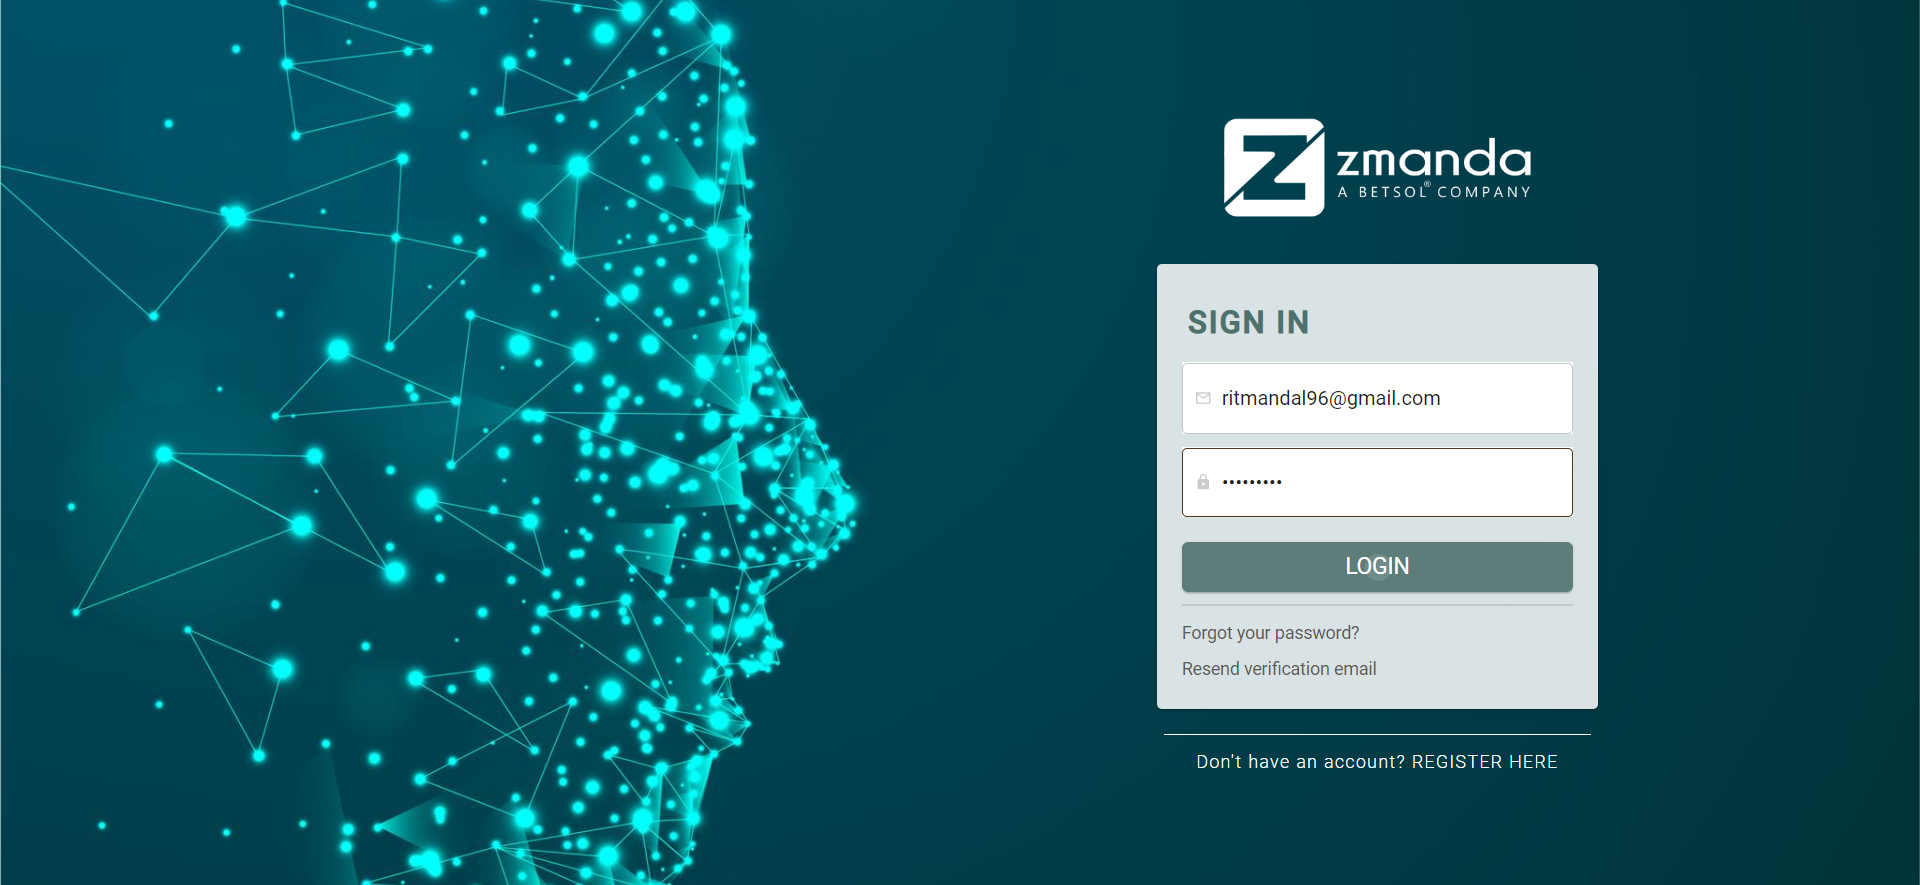 zmanda
A BETSOL® COMPANY
SIGN IN
ritmandal96@gmail.com
•••••••••
LOGIN
Forgot your password?
Resend verification email
Don't have an account? REGISTER HERE